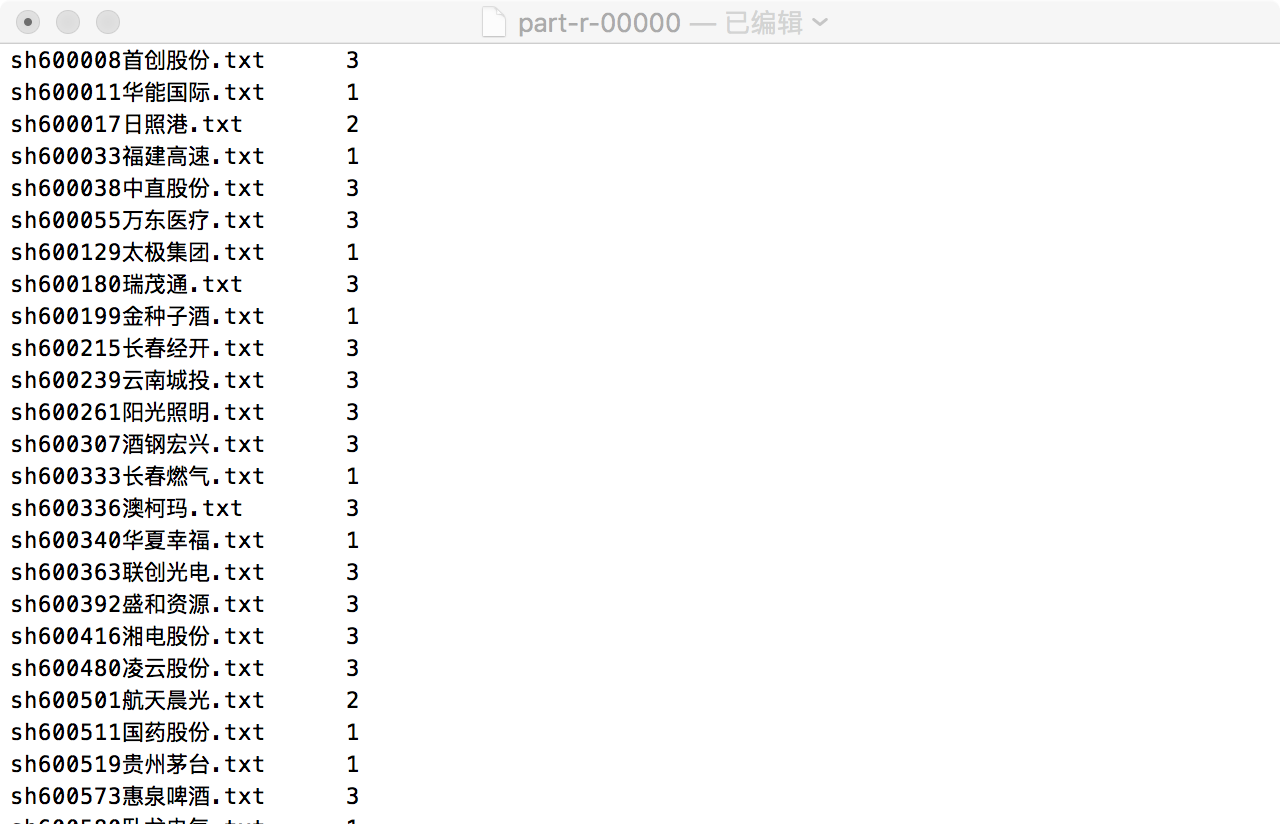 part-r-00000 — 已编辑
sh600008首创股份.txt 3
sh600011华能国际.txt 1
sh600017日照港.txt 2
sh600033福建高速.txt 1
sh600038中直股份.txt 3
sh600055万东医疗.txt 3
sh600129太极集团.txt 1
sh600180瑞茂通.txt 3
sh600199金种子酒.txt 1
sh600215长春经开.txt 3
sh600239云南城投.txt 3
sh600261阳光照明.txt 3
sh600307酒钢宏兴.txt 3
sh600333长春燃气.txt 1
sh600336澳柯玛.txt 3
sh600340华夏幸福.txt 1
sh600363联创光电.txt 3
sh600392盛和资源.txt 3
sh600416湘电股份.txt 3
sh600480凌云股份.txt 3
sh600501航天晨光.txt 2
sh600511国药股份.txt 1
sh600519贵州茅台.txt 1
sh600573惠泉啤酒.txt 3